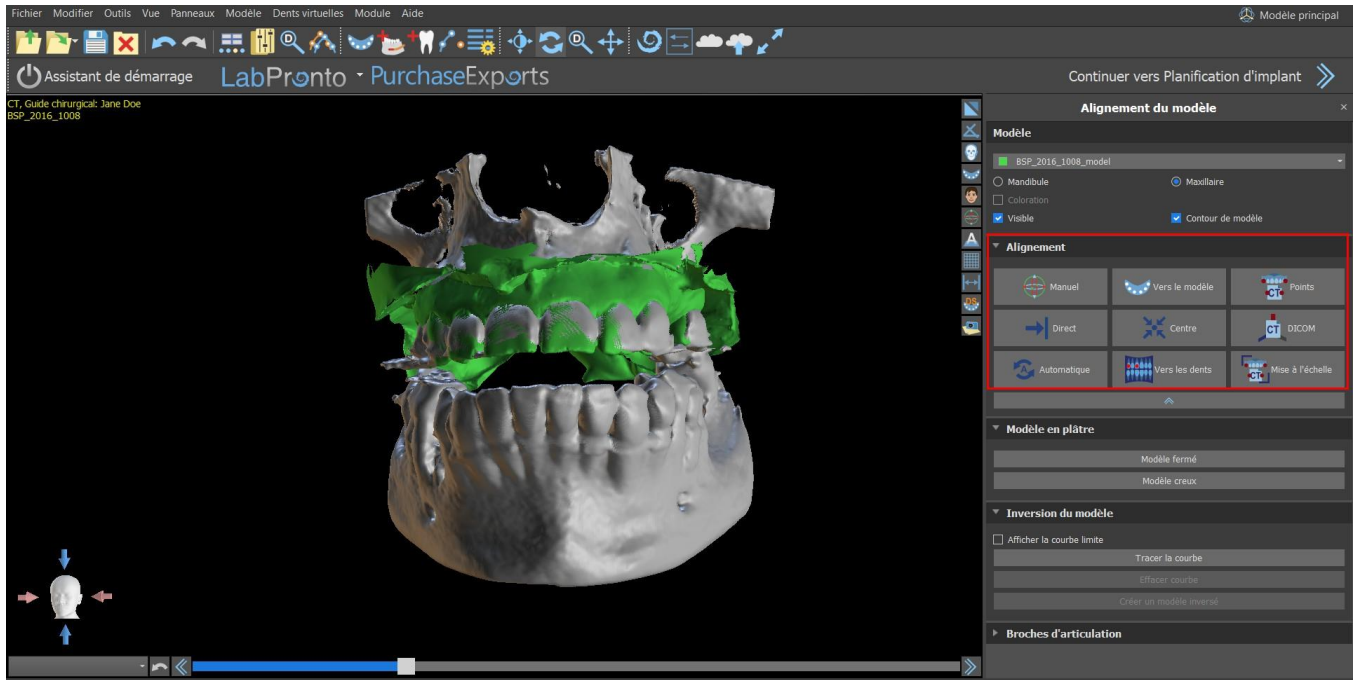 Fichier Modifier Outils Vue Panneaux Modèle Dents virtuelles Module Aide
Modèle principal
Assistant de démarrage
LabPronto
PurchaseExports
Continuer vers Planification d'implant
CT, Guide chirurgical: Jane Doe
BSP_2016_1008
Alignement du modèle
Modèle
BSP_2016_1008_model
Mandibule Maxillaire
Coloration
Visible Contour de modèle
Alignement
Manuel Vers le modèle Points
Direct Centre DICOM
Automatique Vers les dents Mise à l'échelle
Modèle en plâtre
Modèle fermé
Modèle creux
Inversion du modèle
Afficher la courbe limite
Tracer la courbe
Effacer courbe
Créer un modèle inversé
Broches d'articulation